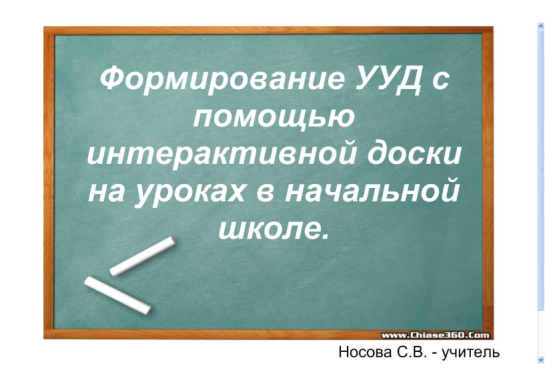 Формирование УУД с
помощью
интерактивной доски
на уроках в начальной
школе.
www.Chiase360.Com
Носова С.В. - учитель